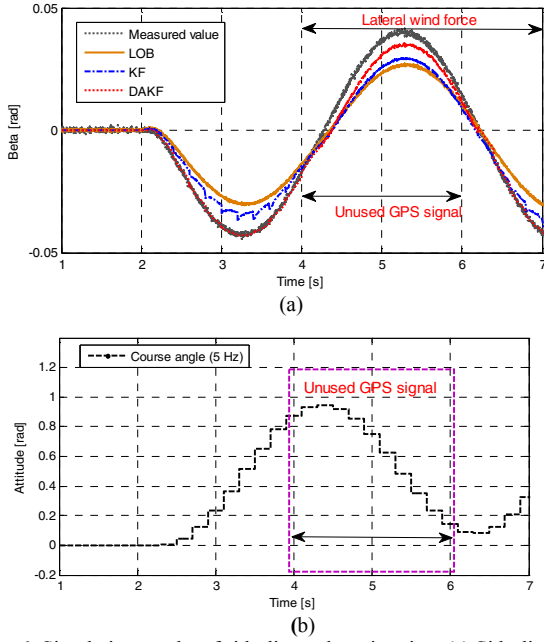 0.05
Lateral wind force
Measured value
LOB
KF
DAKF
Beta [rad]
0
Unused GPS signal
-0.05
1 2 3 4 5 6 7
Time [s]
(a)
Course angle (5 Hz)
1.2
Unused GPS signal
1
0.8
0.6
0.4
0.2
0
-0.2
Attitude [rad]
1 2 3 4 5 6 7
Time [s]
(b)